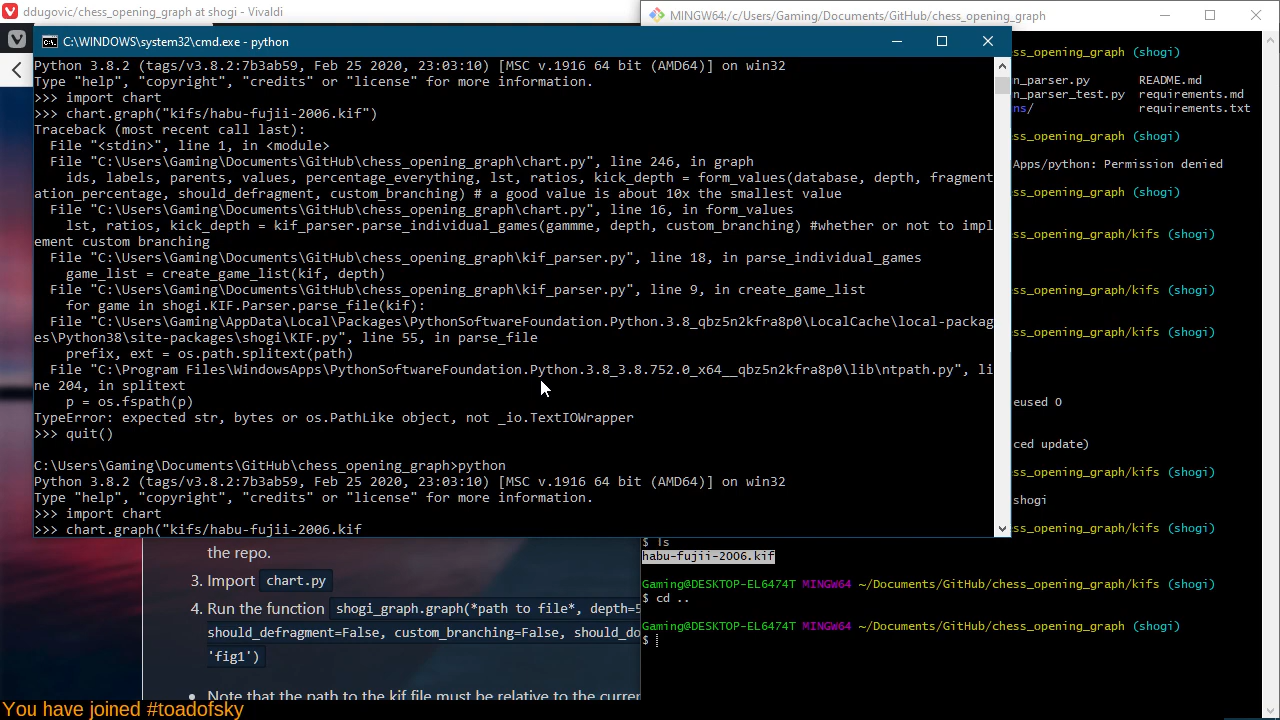 ddugovic/chess_opening_graph at shogi - Vivaldi
MINGW64:/c/Users/Gaming/Documents/GitHub/chess_opening_graph
C:\WINDOWS\system32\cmd.exe - python
Python 3.8.2 (tags/v3.8.2:7b3ab59, Feb 25 2020, 23:03:10) [MSC v.1916 64 bit (AMD64)] on win32
Type "help", "copyright", "credits" or "license" for more information.
>>> import chart
>>> chart.graph("kifs/habu-fujii-2006.kif")
Traceback (most recent call last):
  File "<stdin>", line 1, in <module>
  File "C:\Users\Gaming\Documents\GitHub\chess_opening_graph\chart.py", line 246, in graph
    ids, labels, parents, values, percentage_everything, lst, ratios, kick_depth = form_values(database, depth, fragment
ation_percentage, should_defragment, custom_branching) # a good value is about 10x the smallest value
  File "C:\Users\Gaming\Documents\GitHub\chess_opening_graph\chart.py", line 16, in form_values
    lst, ratios, kick_depth = kif_parser.parse_individual_games(gammme, depth, custom_branching) #whether or not to impl
ement custom branching
  File "C:\Users\Gaming\Documents\GitHub\chess_opening_graph\kif_parser.py", line 18, in parse_individual_games
    game_list = create_game_list(kif, depth)
  File "C:\Users\Gaming\Documents\GitHub\chess_opening_graph\kif_parser.py", line 9, in create_game_list
    for game in shogi.KIF.Parser.parse_file(kif):
  File "C:\Users\Gaming\AppData\Local\Packages\PythonSoftwareFoundation.Python.3.8_qbz5n2kfra8p0\LocalCache\local-packag
es\Python38\site-packages\shogi\KIF.py", line 55, in parse_file
    prefix, ext = os.path.splitext(path)
  File "C:\Program Files\WindowsApps\PythonSoftwareFoundation.Python.3.8_3.8.752.0_x64__qbz5n2kfra8p0\lib\ntpath.py", li
ne 204, in splitext
    p = os.fspath(p)
TypeError: expected str, bytes or os.PathLike object, not _io.TextIOWrapper
>>> quit()
C:\Users\Gaming\Documents\GitHub\chess_opening_graph>python
Python 3.8.2 (tags/v3.8.2:7b3ab59, Feb 25 2020, 23:03:10) [MSC v.1916 64 bit (AMD64)] on win32
Type "help", "copyright", "credits" or "license" for more information.
>>> import chart
>>> chart.graph("kifs/habu-fujii-2006.kif
ss_opening_graph (shogi)
n_parser.py README.md
n_parser_test.py requirements.md
ns/ requirements.txt
ss_opening_graph (shogi)
Apps/python: Permission denied
ss_opening_graph (shogi)
ss_opening_graph/kifs (shogi)
ss_opening_graph/kifs (shogi)
ss_opening_graph/kifs (shogi)
eused 0
ced update)
ss_opening_graph/kifs (shogi)
shogi
ss_opening_graph/kifs (shogi)
$ ls
habu-fujii-2006.kif
Gaming@DESKTOP-EL6474T MINGW64 ~/Documents/GitHub/chess_opening_graph/kifs (shogi)
$ cd ..
Gaming@DESKTOP-EL6474T MINGW64 ~/Documents/GitHub/chess_opening_graph (shogi)
$
the repo.
3. Import chart.py
4. Run the function shogi_graph.graph(*path to file*, depth=5
should_defragment=False, custom_branching=False, should_do
'fig1')
• Note that the path to the kif file must be relative to the curre
You have joined #toadofsky